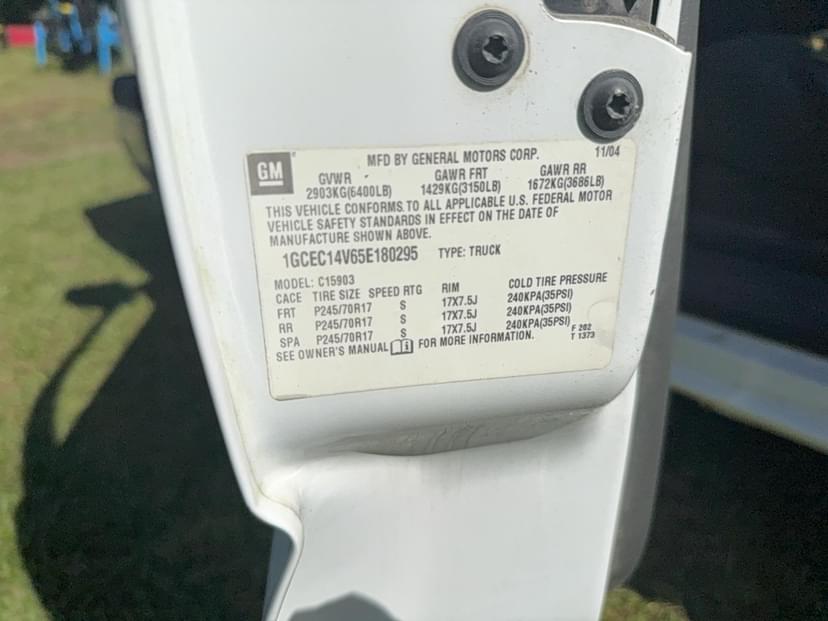 GM MFD BY GENERAL MOTORS CORP. 11/04
GVWR GAWR FRT GAWR RR
2903KG(6400LB) 1429KG(3150LB) 1672KG(3686LB)
THIS VEHICLE CONFORMS TO ALL APPLICABLE U.S. FEDERAL MOTOR
VEHICLE SAFETY STANDARDS IN EFFECT ON THE DATE OF
MANUFACTURE SHOWN ABOVE.
1GCEC14V65E180295 TYPE: TRUCK
MODEL: C15903
CACE TIRE SIZE SPEED RTG RIM COLD TIRE PRESSURE
FRT P245/70R17 S 17X7.5J 240KPA(35PSI)
RR P245/70R17 S 17X7.5J 240KPA(35PSI)
SPA P245/70R17 S 17X7.5J 240KPA(35PSI)
SEE OWNER'S MANUAL FOR MORE INFORMATION.
F 202
T 1373